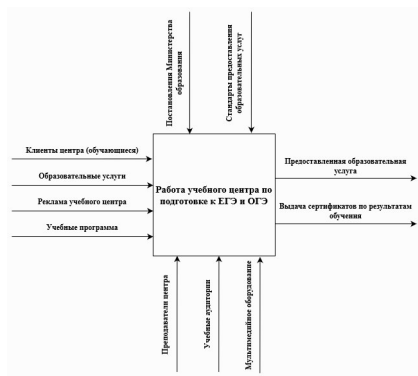 Постановления Министерства
образования
Стандарты предоставления
образовательных услуг
Клиенты центра (обучающиеся)
Образовательные услуги
Реклама учебного центра
Учебные программа
Работа учебного центра по
подготовке к ЕГЭ и ОГЭ
Предоставленная образовательная
услуга
Выдача сертификатов по результатам
обучения
Преподаватели центра
Учебные аудитории
Мультимедийное оборудование